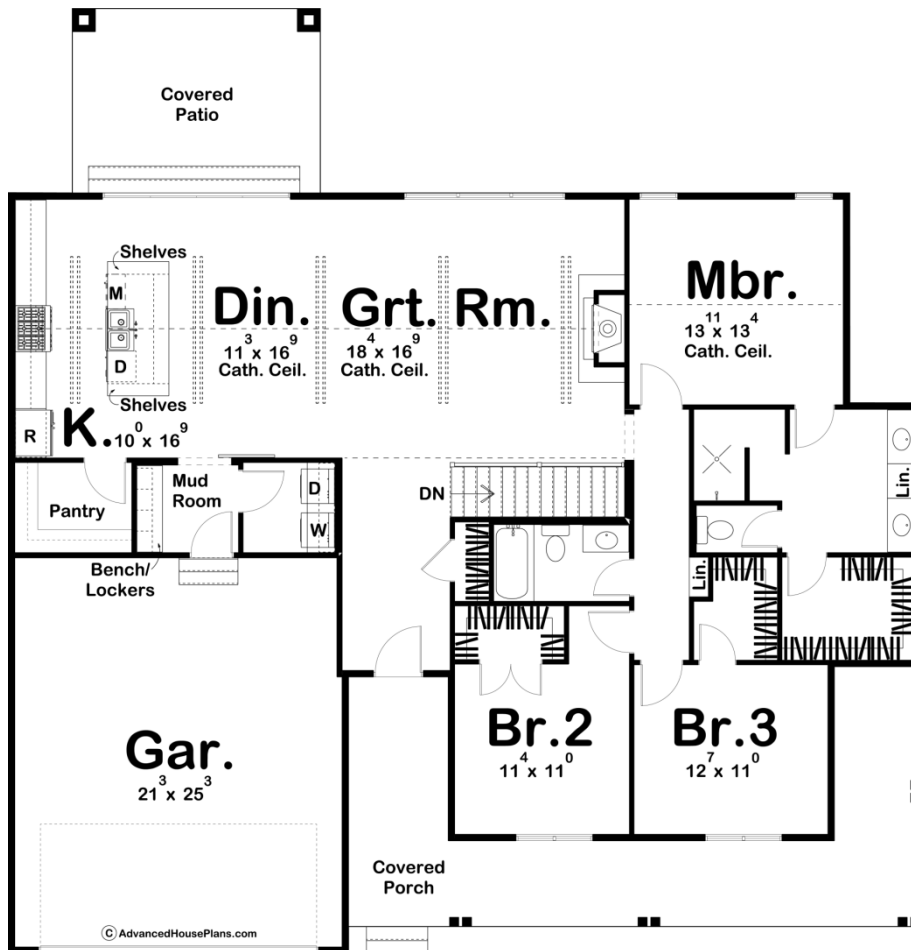 Covered
Patio
Shelves
M
D
Shelves
R
K.
10⁰ x 16⁹
Din.
11³ x 16⁹
Cath. Ceil.
Grt. Rm.
18⁴ x 16⁹
Cath. Ceil.
Mbr.
13¹¹ x 13⁴
Cath. Ceil.
Pantry
Mud
Room
D
W
Bench/
Lockers
DN
Lin.
Lin.
Gar.
21³ x 25³
Br.2
11⁴ x 11⁰
Br.3
12⁷ x 11⁰
Covered
Porch
© AdvancedHousePlans.com